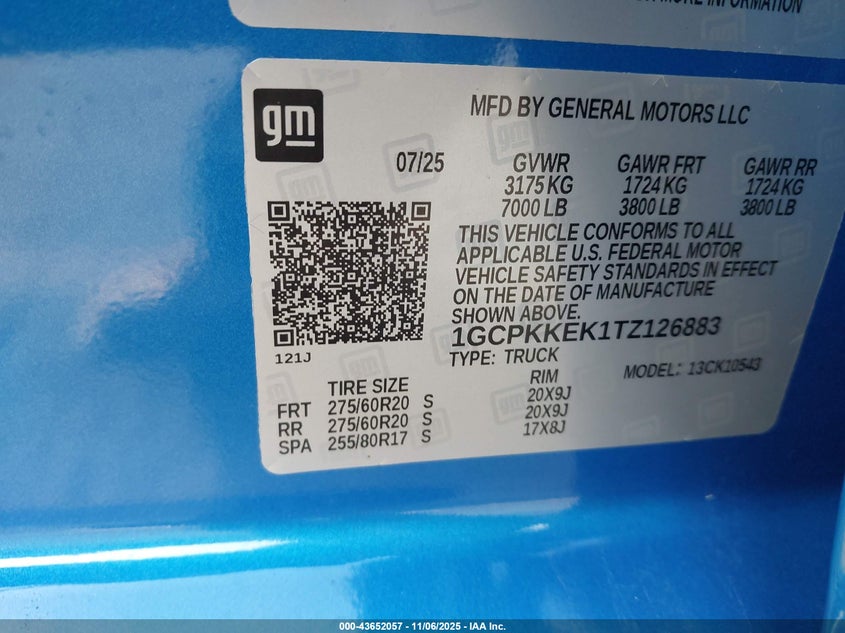 MORE INFORMATION
gm
MFD BY GENERAL MOTORS LLC
07/25 GVWR GAWR FRT GAWR RR
3175 KG 1724 KG 1724 KG
7000 LB 3800 LB 3800 LB
THIS VEHICLE CONFORMS TO ALL
APPLICABLE U.S. FEDERAL MOTOR
VEHICLE SAFETY STANDARDS IN EFFECT
ON THE DATE OF MANUFACTURE
SHOWN ABOVE.
1GCPKKEK1TZ126883
121J
TYPE: TRUCK
MODEL: 13CK10543
TIRE SIZE RIM
FRT 275/60R20 S 20X9J
RR 275/60R20 S 20X9J
SPA 255/80R17 S 17X8J
000-43652057 - 11/06/2025 - IAA Inc.